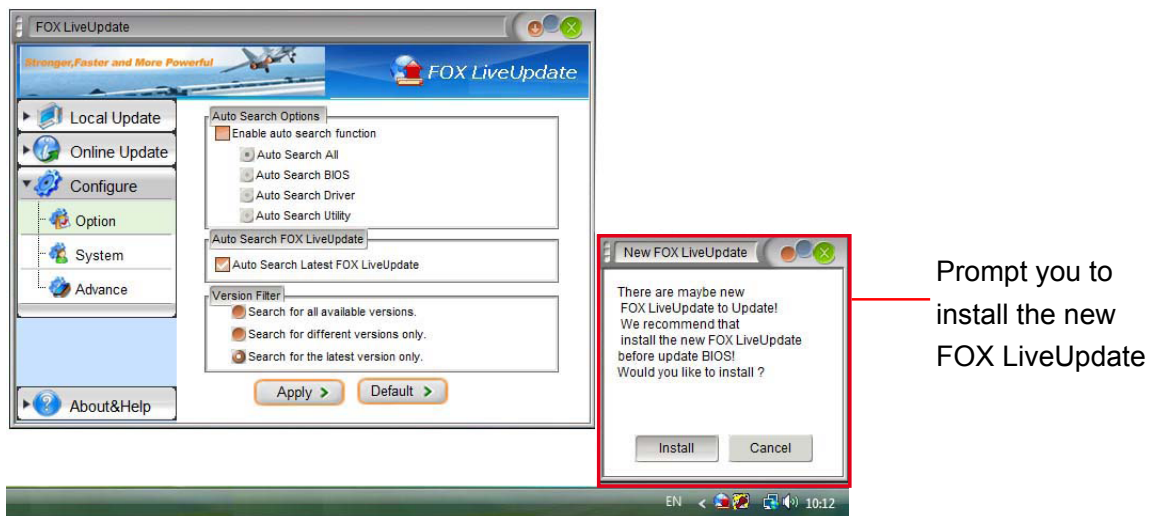 FOX LiveUpdate
Stronger,Faster and More Powerful
FOX LiveUpdate
Local Update
Online Update
Configure
Option
System
Advance
About&Help
Auto Search Options
Enable auto search function
Auto Search All
Auto Search BIOS
Auto Search Driver
Auto Search Utility
Auto Search FOX LiveUpdate
Auto Search Latest FOX LiveUpdate
Version Filter
Search for all available versions.
Search for different versions only.
Search for the latest version only.
Apply >
Default >
New FOX LiveUpdate
There are maybe new
FOX LiveUpdate to Update!
We recommend that
install the new FOX LiveUpdate
before update BIOS!
Would you like to install ?
Install
Cancel
Prompt you to
install the new
FOX LiveUpdate
EN < 10:12